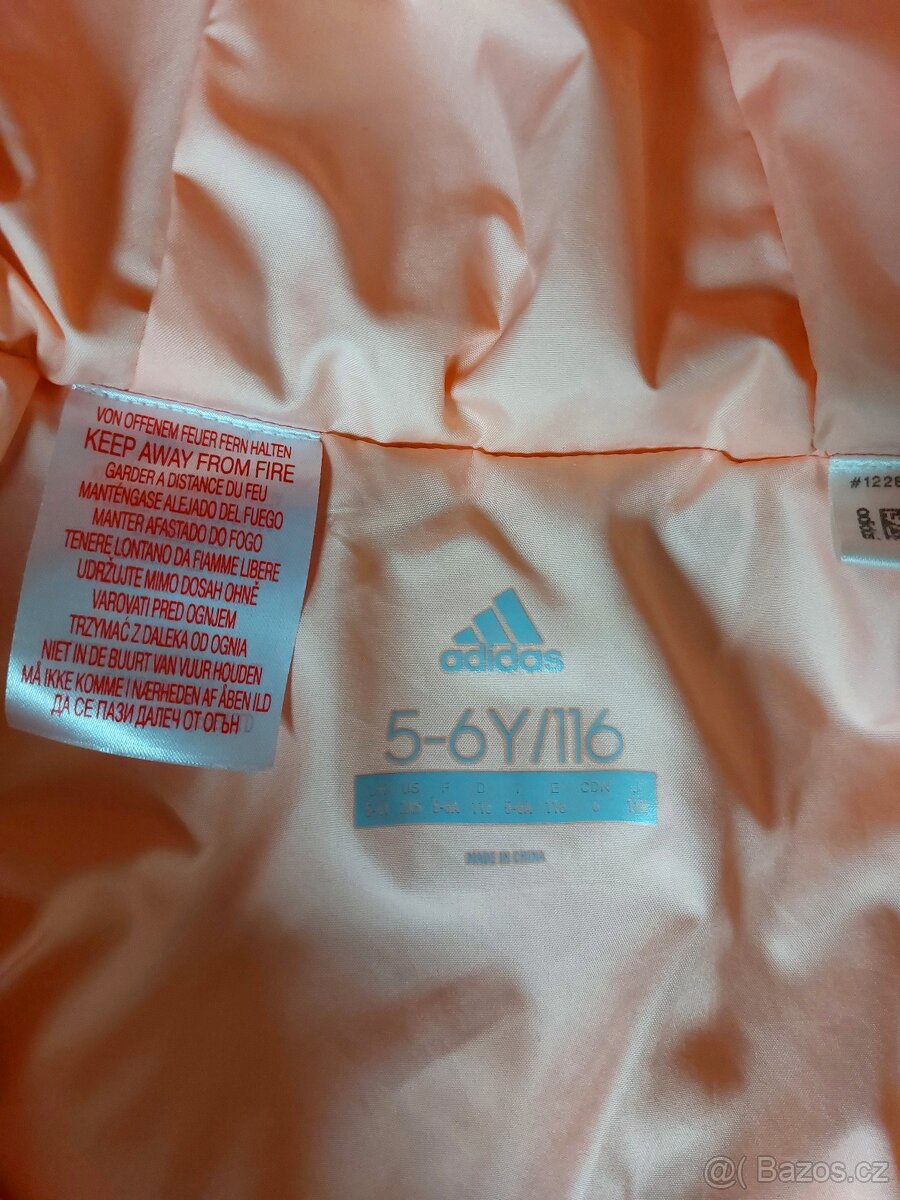 VON OFFENEM FEUER FERN HALTEN
KEEP AWAY FROM FIRE
GARDER A DISTANCE DU FEU
MANTÉNGASE ALEJADO DEL FUEGO
MANTER AFASTADO DO FOGO
TENERE LONTANO DA FIAMME LIBERE
UDRŽUJTE MIMO DOSAH OHNĚ
VAROVATI PRED OGNJEM
TRZYMAĆ Z DALEKA OD OGNIA
NIET IN DE BUURT VAN VUUR HOUDEN
MÅ IKKE KOMME I NÆRHEDEN AF ÅBEN ILD
ДА СЕ ПАЗИ ДАЛЕЧ ОТ ОГЪН
#1228
adidas
5-6Y/116
US F D I E CDN J
MADE IN CHINA
@( Bazos.cz